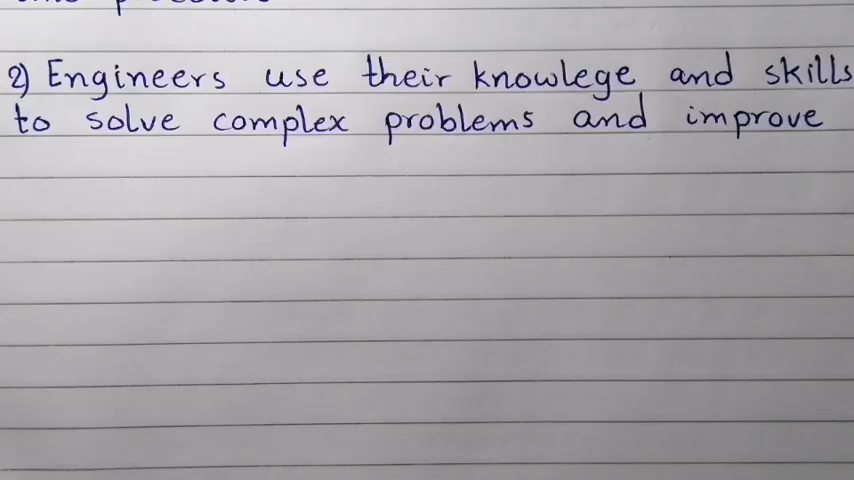 2) Engineers use their knowlege and skills
to solve complex problems and improve